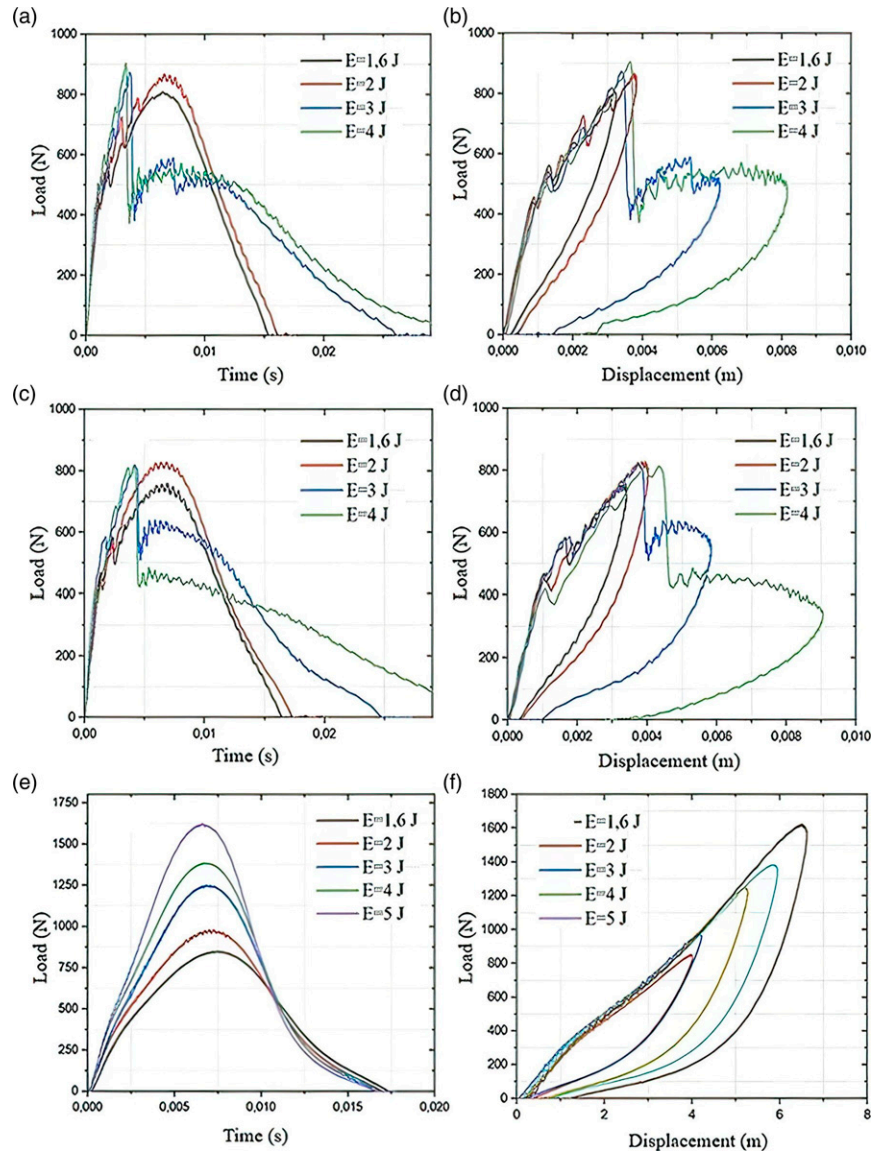 (a)
1000
800
600
400
200
0
Load (N)
E=1,6 J
E=2 J
E=3 J
E=4 J
0,00
0,01
0,02
Time (s)
(b)
1000
800
600
400
200
0
Load (N)
E=1,6 J
E=2 J
E=3 J
E=4 J
0,000
0,002
0,004
0,006
0,008
0,010
Displacement (m)
(c)
1000
800
600
400
200
0
Load (N)
E=1,6 J
E=2 J
E=3 J
E=4 J
0,00
0,01
0,02
Time (s)
(d)
1000
800
600
400
200
0
Load (N)
E=1,6 J
E=2 J
E=3 J
E=4 J
0,000
0,002
0,004
0,006
0,008
0,010
Displacement (m)
(e)
1750
1500
1250
1000
750
500
250
0
Load (N)
E=1,6 J
E=2 J
E=3 J
E=4 J
E=5 J
0,000
0,005
0,010
0,015
0,020
Time (s)
(f)
1800
1600
1400
1200
1000
800
600
400
200
0
Load (N)
E=1,6 J
E=2 J
E=3 J
E=4 J
E=5 J
0
2
4
6
8
Displacement (m)